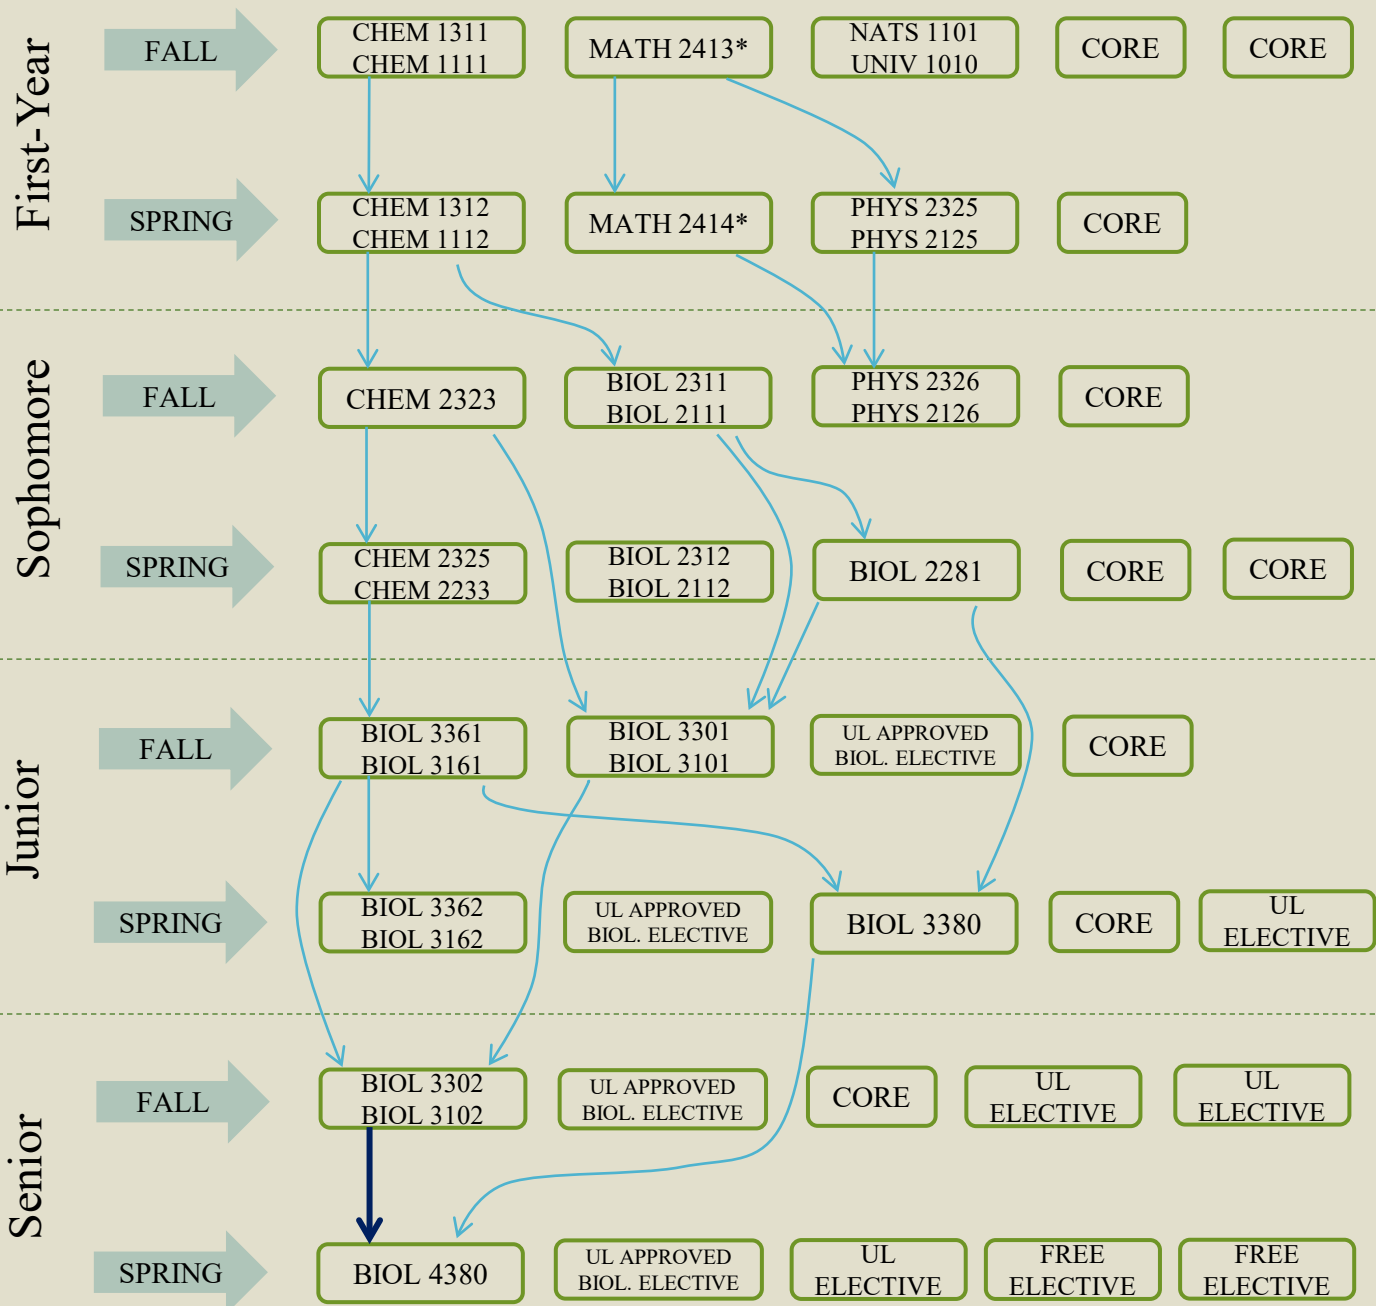 First-Year
FALL
CHEM 1311
CHEM 1111
MATH 2413*
NATS 1101
UNIV 1010
CORE
CORE
SPRING
CHEM 1312
CHEM 1112
MATH 2414*
PHYS 2325
PHYS 2125
CORE
Sophomore
FALL
CHEM 2323
BIOL 2311
BIOL 2111
PHYS 2326
PHYS 2126
CORE
SPRING
CHEM 2325
CHEM 2233
BIOL 2312
BIOL 2112
BIOL 2281
CORE
CORE
Junior
FALL
BIOL 3361
BIOL 3161
BIOL 3301
BIOL 3101
UL APPROVED
BIOL. ELECTIVE
CORE
SPRING
BIOL 3362
BIOL 3162
UL APPROVED
BIOL. ELECTIVE
BIOL 3380
CORE
UL
ELECTIVE
Senior
FALL
BIOL 3302
BIOL 3102
UL APPROVED
BIOL. ELECTIVE
CORE
UL
ELECTIVE
UL
ELECTIVE
SPRING
BIOL 4380
UL APPROVED
BIOL. ELECTIVE
UL
ELECTIVE
FREE
ELECTIVE
FREE
ELECTIVE